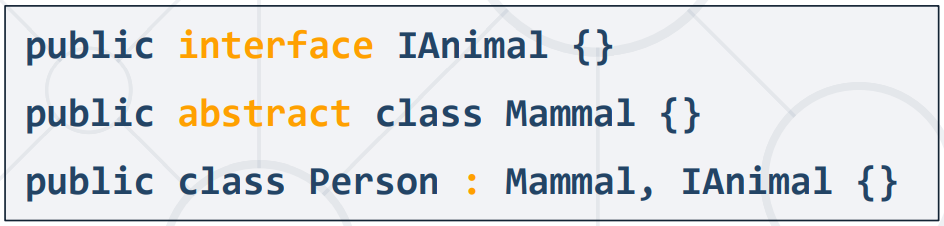 public interface IAnimal {}
public abstract class Mammal {}
public class Person : Mammal, IAnimal {}